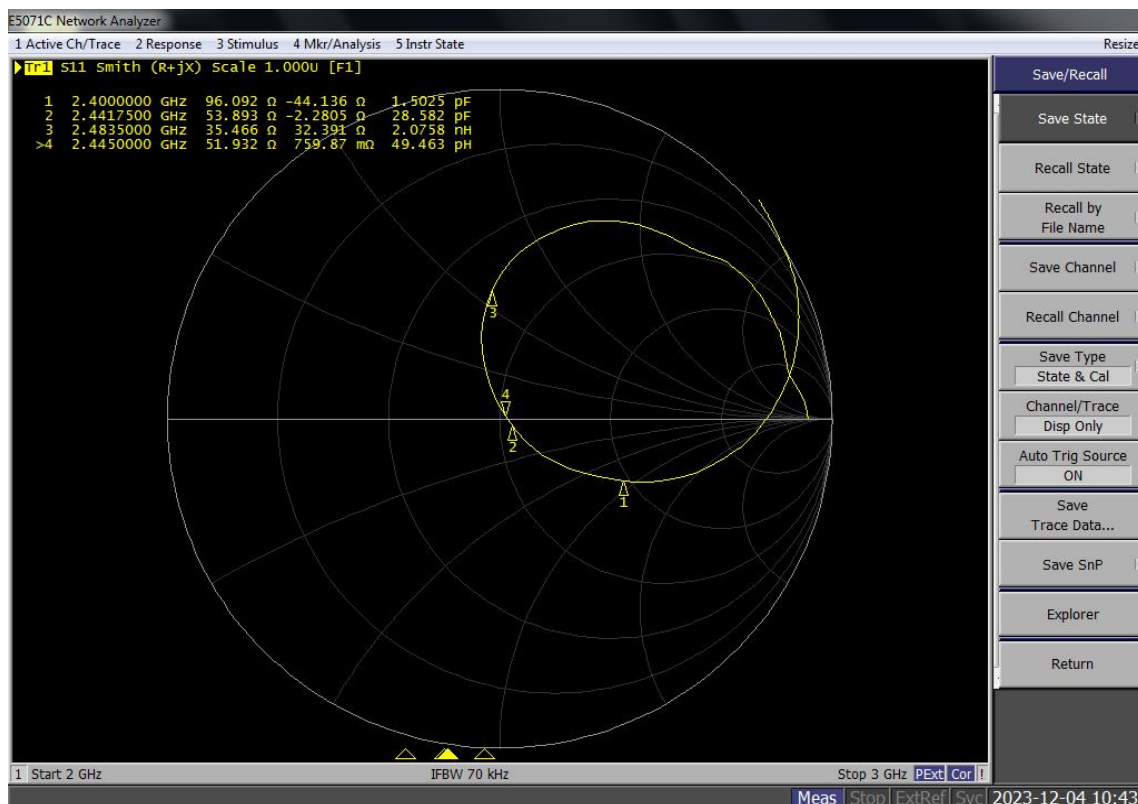 E5071C Network Analyzer
1 Active Ch/Trace 2 Response 3 Stimulus 4 Mkr/Analysis 5 Instr State Resize
Tr1 S11 Smith (R+jX) Scale 1.000U [F1]
1 2.4000000 GHz 96.092 Ω -44.136 Ω 1.5025 pF
2 2.4417500 GHz 53.893 Ω -2.2805 Ω 28.582 pF
3 2.4835000 GHz 35.466 Ω 32.391 Ω 2.0758 nH
>4 2.4450000 GHz 51.932 Ω 759.87 mΩ 49.463 pH
3
4
2
1
Save/Recall
Save State
Recall State
Recall by
File Name
Save Channel
Recall Channel
Save Type
State & Cal
Channel/Trace
Disp Only
Auto Trig Source
ON
Save
Trace Data...
Save SnP
Explorer
Return
1 Start 2 GHz IFBW 70 kHz Stop 3 GHz PExt Cor !
Meas Stop ExtRef Svc 2023-12-04 10:43